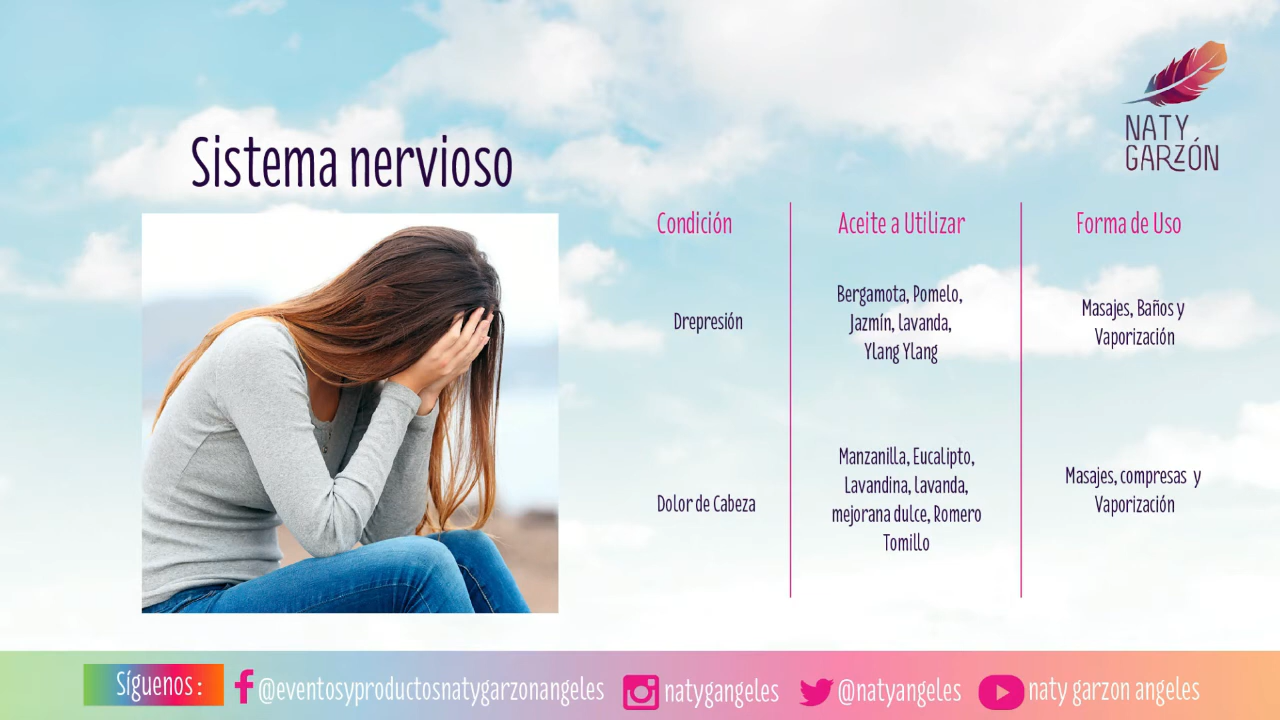 NATY
GARZÓN
Sistema nervioso
Condición
Aceite a Utilizar
Forma de Uso
Drepresión
Bergamota, Pomelo,
Jazmín, lavanda,
Ylang Ylang
Masajes, Baños y
Vaporización
Dolor de Cabeza
Manzanilla, Eucalipto,
Lavandina, lavanda,
mejorana dulce, Romero
Tomillo
Masajes, compresas y
Vaporización
Síguenos :
@eventosyproductosnatygarzonangeles
natygangeles
@natyangeles
naty garzon angeles